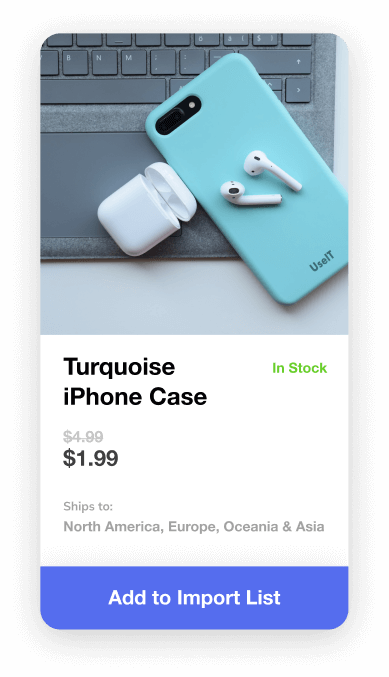 UseIT
Turquoise
iPhone Case
In Stock
$4.99
$1.99
Ships to:
North America, Europe, Oceania & Asia
Add to Import List